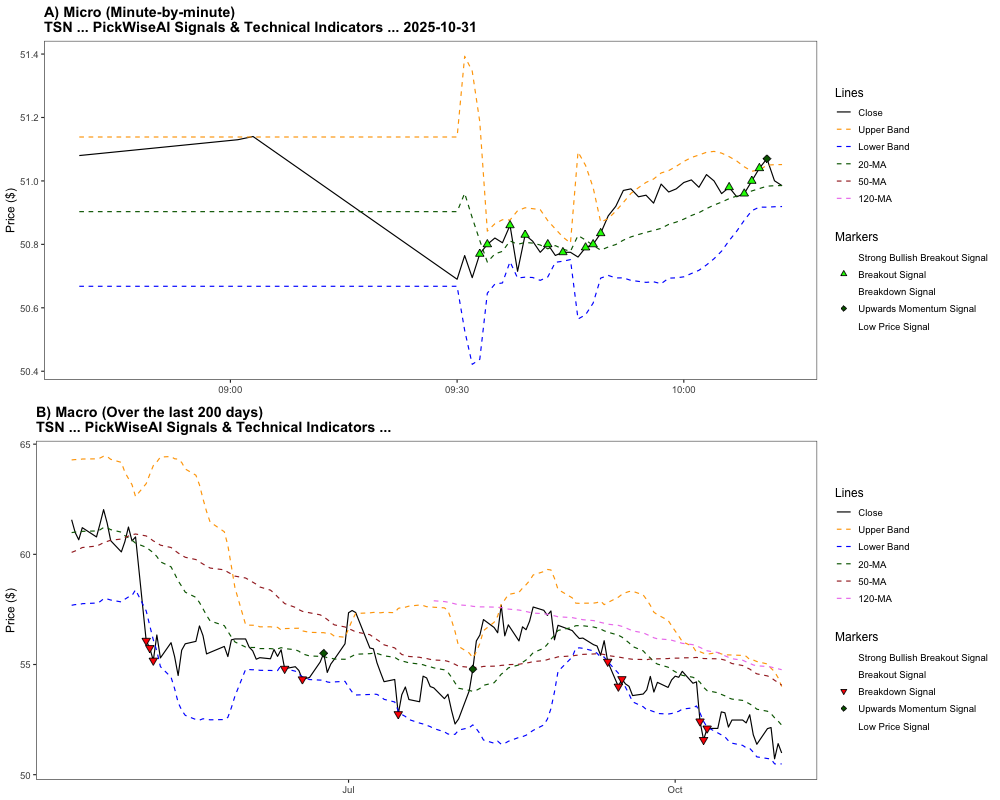 A) Micro (Minute-by-minute)
TSN ... PickWiseAI Signals & Technical Indicators ... 2025-10-31
51.4
51.2
51.0
50.8
50.6
50.4
Price ($)
09:00
09:30
10:00
Lines
Close
Upper Band
Lower Band
20-MA
50-MA
120-MA
Markers
Strong Bullish Breakout Signal
Breakout Signal
Breakdown Signal
Upwards Momentum Signal
Low Price Signal
B) Macro (Over the last 200 days)
TSN ... PickWiseAI Signals & Technical Indicators ...
65
60
55
50
Price ($)
Jul
Oct
Lines
Close
Upper Band
Lower Band
20-MA
50-MA
120-MA
Markers
Strong Bullish Breakout Signal
Breakout Signal
Breakdown Signal
Upwards Momentum Signal
Low Price Signal